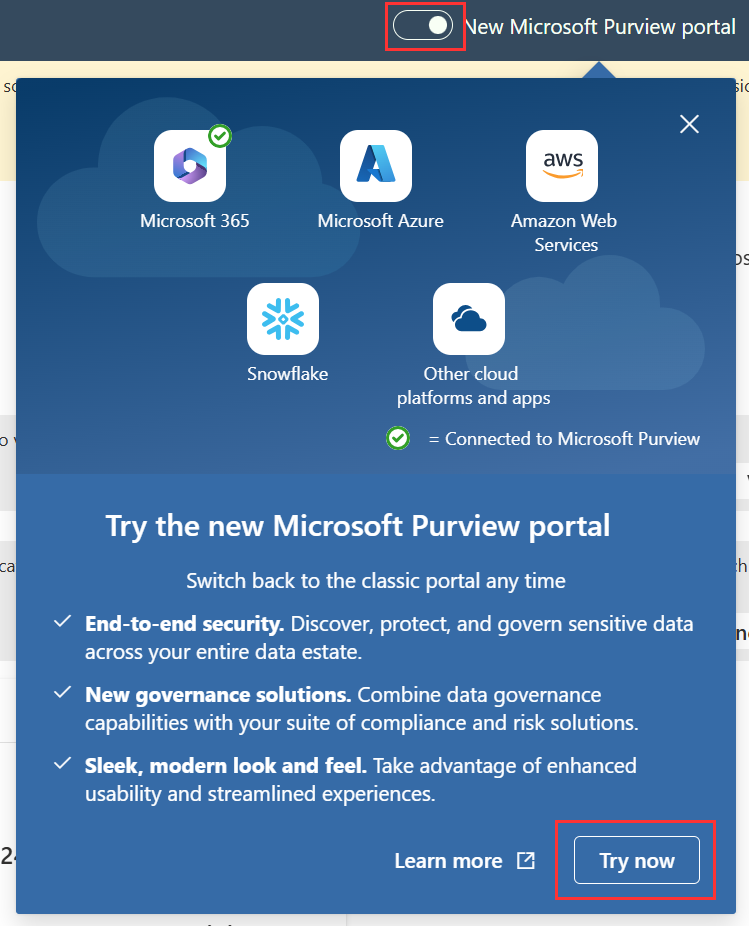 New Microsoft Purview portal
aws
Microsoft 365
Microsoft Azure
Amazon Web
Services
Snowflake
Other cloud
platforms and apps
= Connected to Microsoft Purview
Try the new Microsoft Purview portal
Switch back to the classic portal any time
End-to-end security. Discover, protect, and govern sensitive data
across your entire data estate.
New governance solutions. Combine data governance
capabilities with your suite of compliance and risk solutions.
Sleek, modern look and feel. Take advantage of enhanced
usability and streamlined experiences.
Learn more
Try now